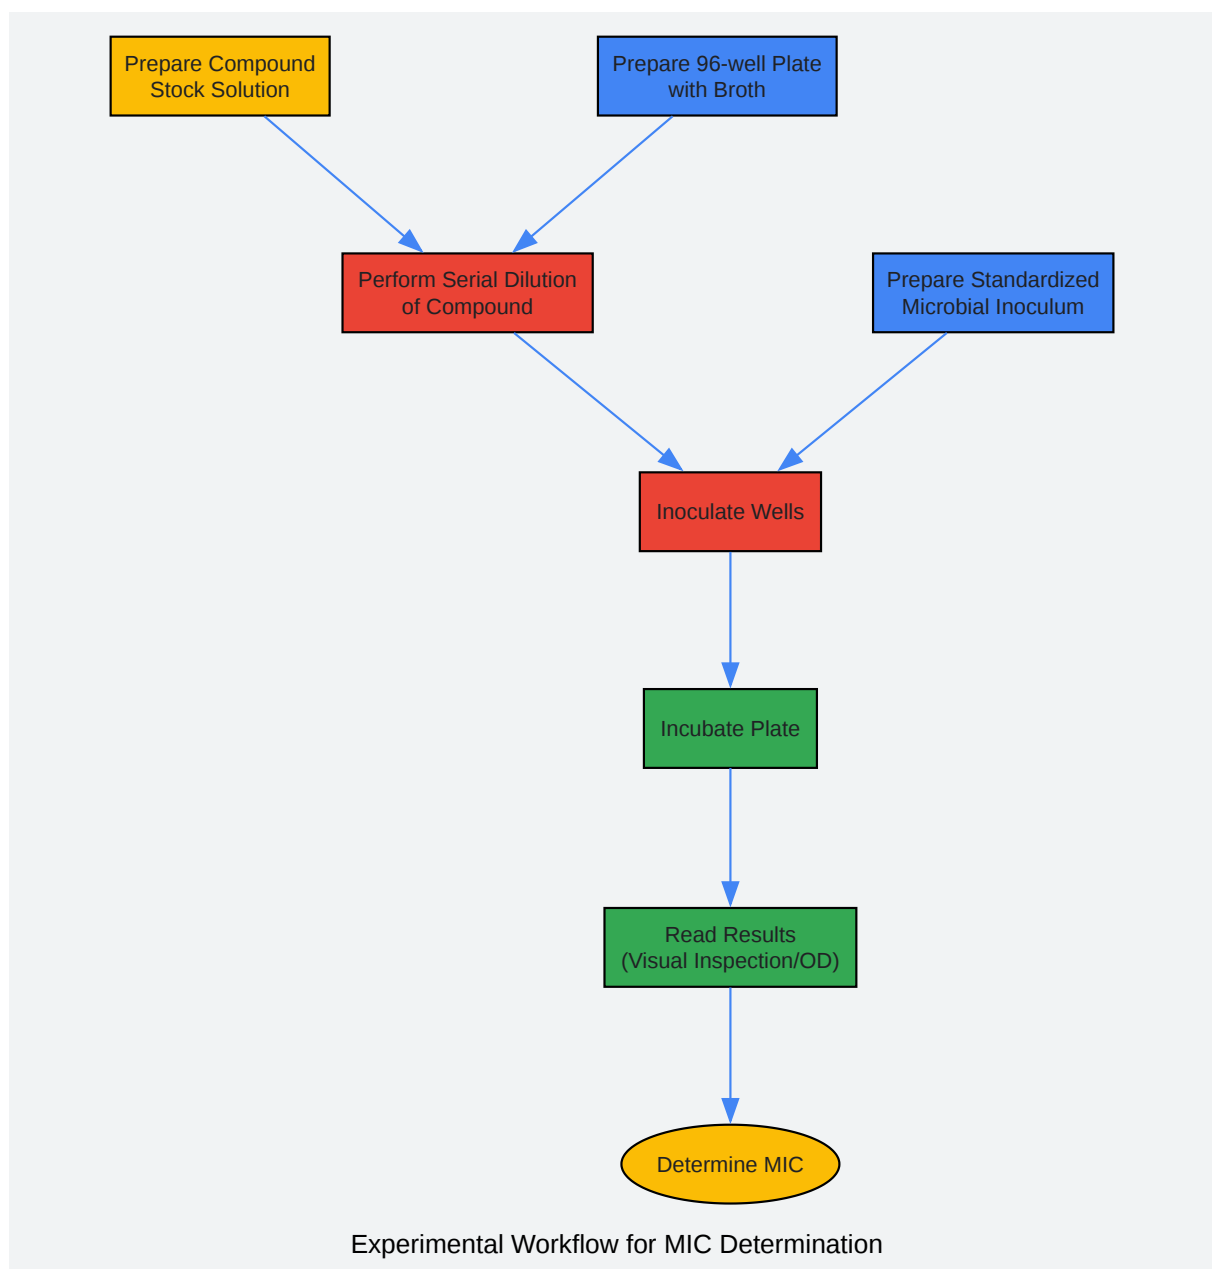 Prepare Compound
Stock Solution
Prepare 96-well Plate
with Broth
Perform Serial Dilution
of Compound
Prepare Standardized
Microbial Inoculum
Inoculate Wells
Incubate Plate
Read Results
(Visual Inspection/OD)
Determine MIC
Experimental Workflow for MIC Determination